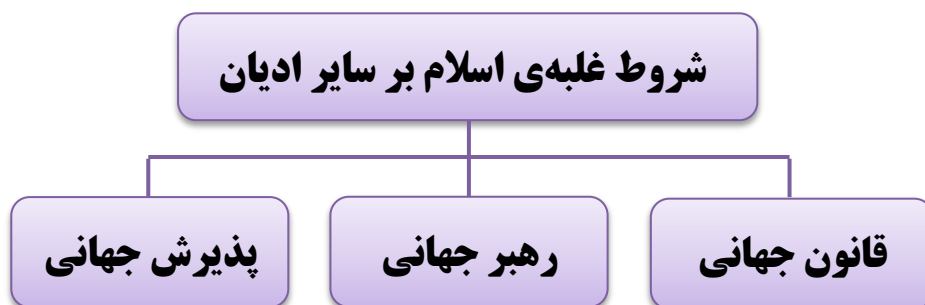 شروط غلبه‌ی اسلام بر سایر ادیان
قانون جهانی
رهبر جهانی
پذیرش جهانی